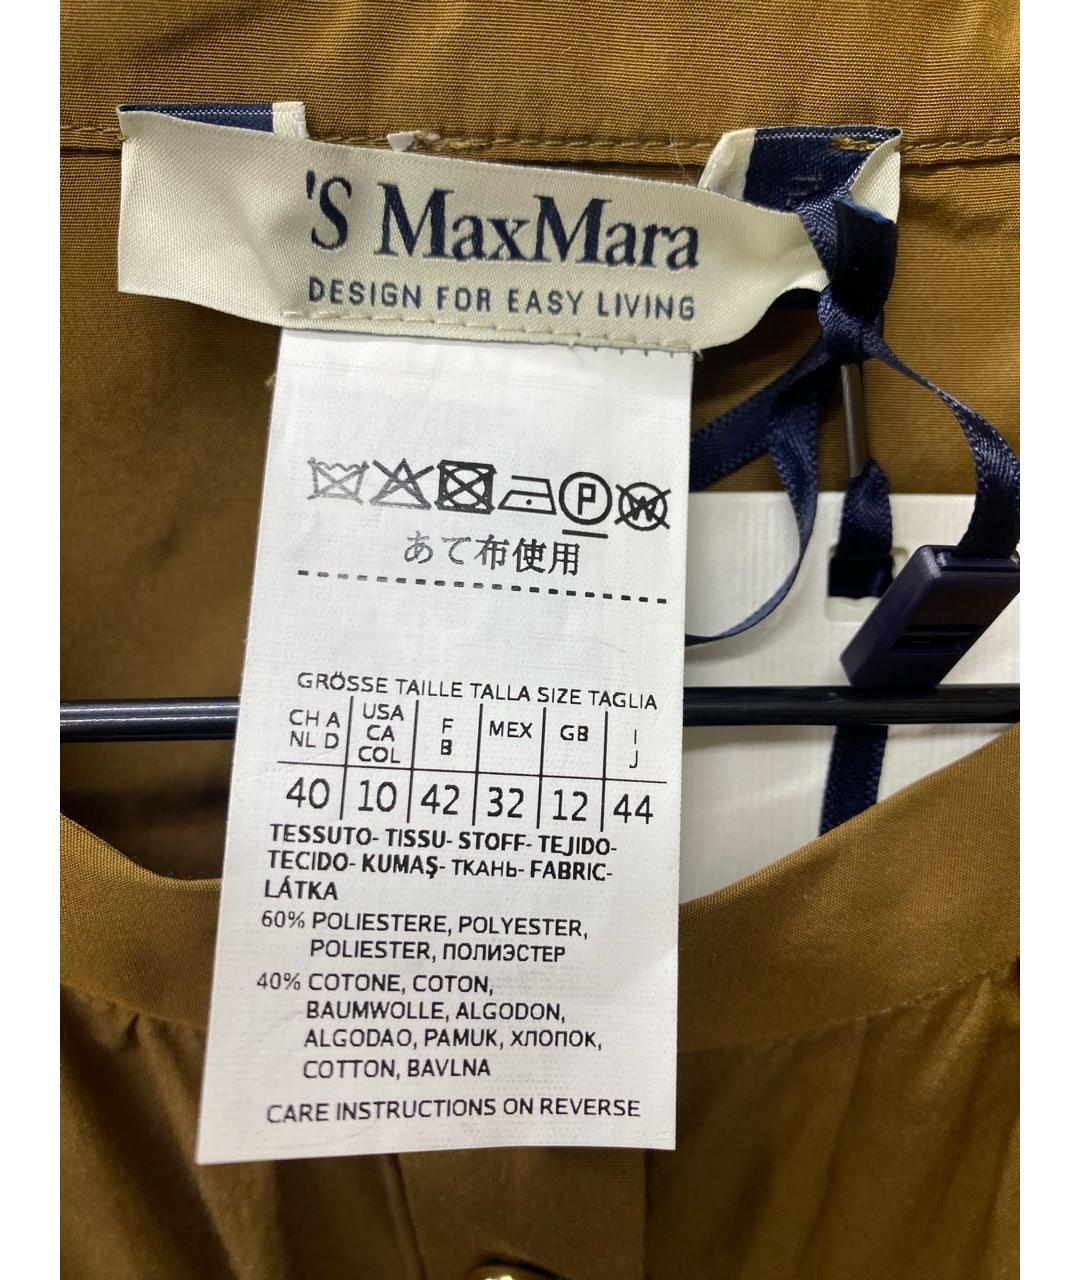 'S MaxMara
DESIGN FOR EASY LIVING
P W
あて布使用
GRÖSSE TAILLE TALLA SIZE TAGLIA
CH A NL D USA CA COL F B MEX GB I J
40 10 42 32 12 44
TESSUTO- TISSU- STOFF- TEJIDO-
TECIDO- KUMAŞ- ТКАНЬ- FABRIC-
LÁTKA
60% POLIESTERE, POLYESTER,
POLIESTER, ПОЛИЭСТЕР
40% COTONE, COTON,
BAUMWOLLE, ALGODON,
ALGODAO, PAMUK, ХЛОПОК,
COTTON, BAVLNA
CARE INSTRUCTIONS ON REVERSE